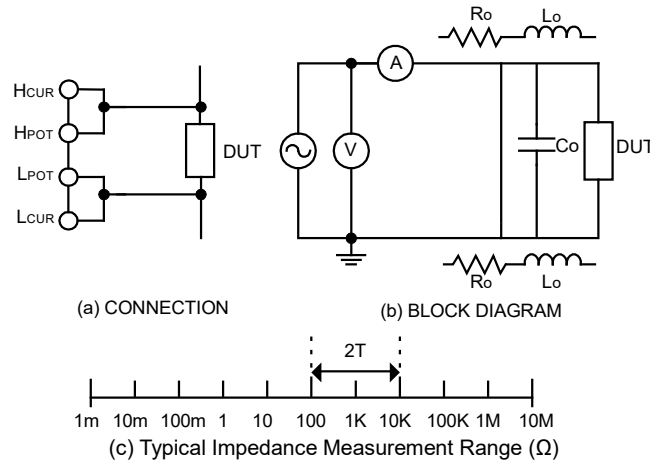 Ro
Lo
A
HCUR
HPOT
DUT
LPOT
LCUR
V
Co
DUT
Ro
Lo
(a) CONNECTION
(b) BLOCK DIAGRAM
2T
1m 10m 100m 1 10 100 1K 10K 100K 1M 10M
(c) Typical Impedance Measurement Range (Ω)